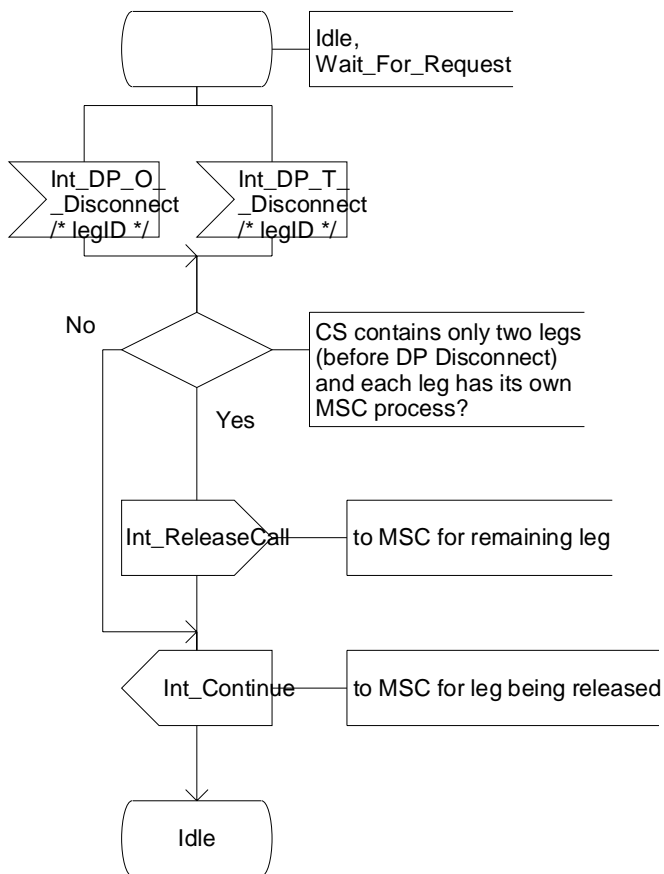 Idle,
Wait_For_Request
Int_DP_O_
_Disconnect
/* legID */
Int_DP_T_
_Disconnect
/* legID */
No
CS contains only two legs
(before DP Disconnect)
and each leg has its own
MSC process?
Yes
Int_ReleaseCall
to MSC for remaining leg
Int_Continue
to MSC for leg being released
Idle